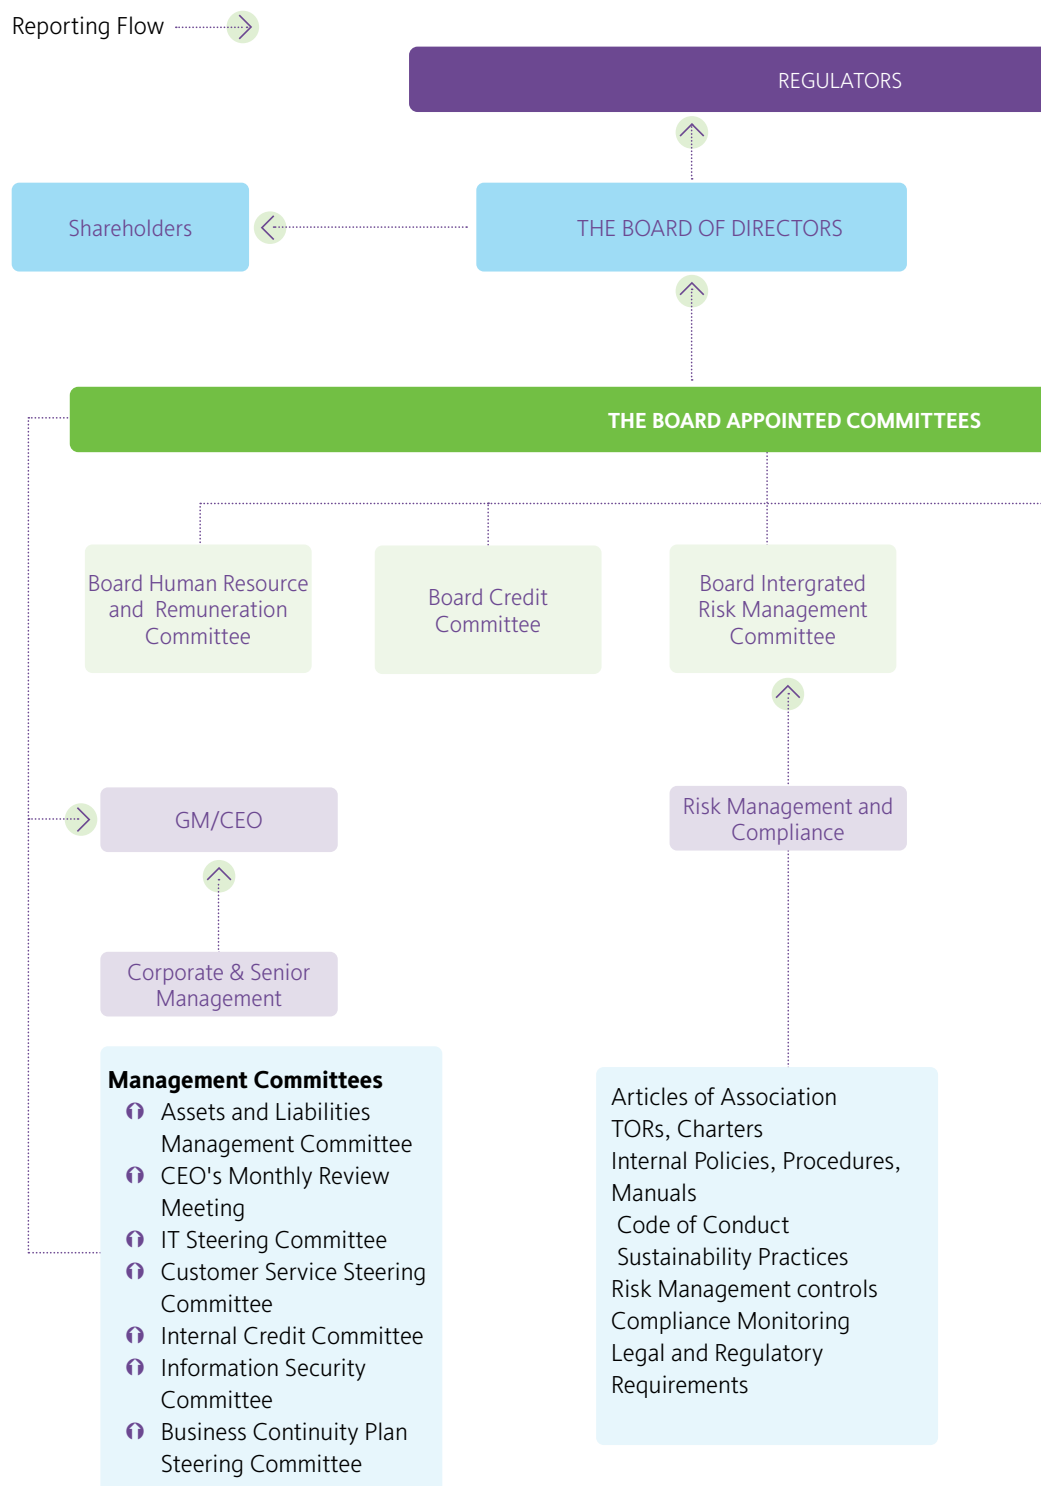 Reporting Flow
REGULATORS
Shareholders
THE BOARD OF DIRECTORS
THE BOARD APPOINTED COMMITTEES
Board Human Resource
and Remuneration
Committee
Board Credit
Committee
Board Intergrated
Risk Management
Committee
GM/CEO
Risk Management and
Compliance
Corporate & Senior
Management
Management Committees
Assets and Liabilities
Management Committee
CEO's Monthly Review
Meeting
IT Steering Committee
Customer Service Steering
Committee
Internal Credit Committee
Information Security
Committee
Business Continuity Plan
Steering Committee
Articles of Association
TORs, Charters
Internal Policies, Procedures,
Manuals
Code of Conduct
Sustainability Practices
Risk Management controls
Compliance Monitoring
Legal and Regulatory
Requirements